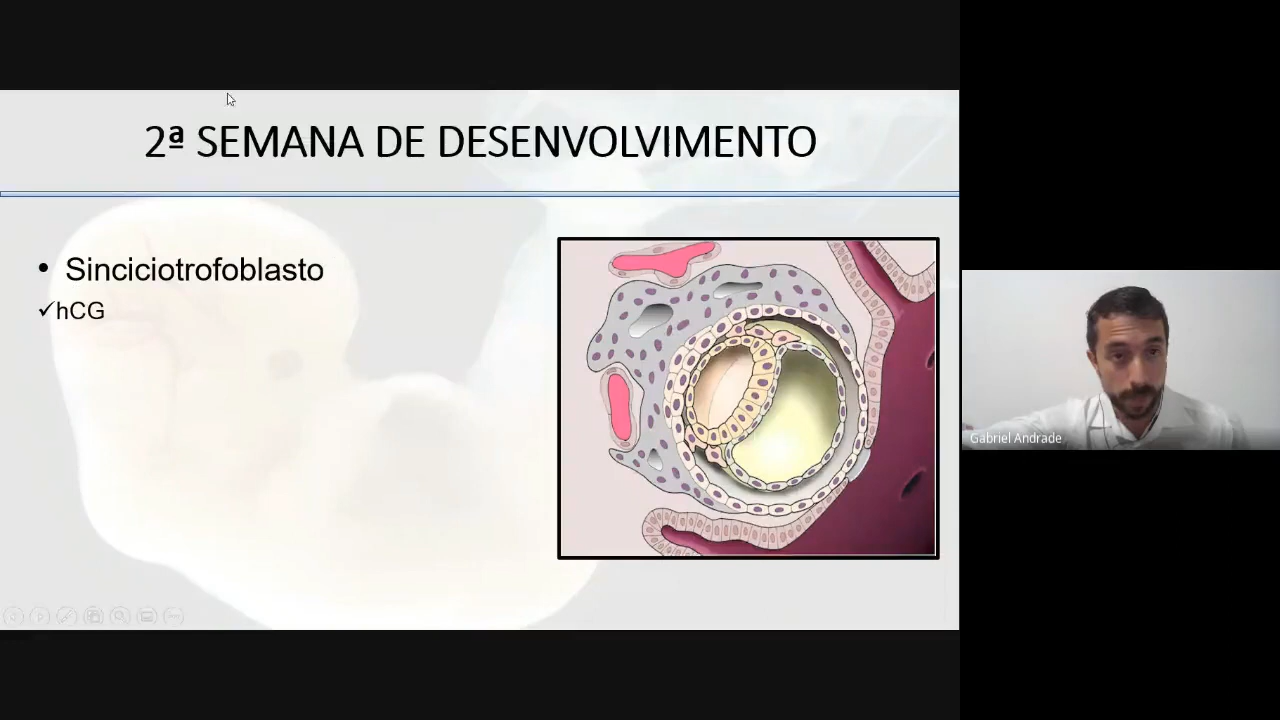 2ª SEMANA DE DESENVOLVIMENTO
• Sinciciotrofoblasto
✓hCG
Gabriel Andrade